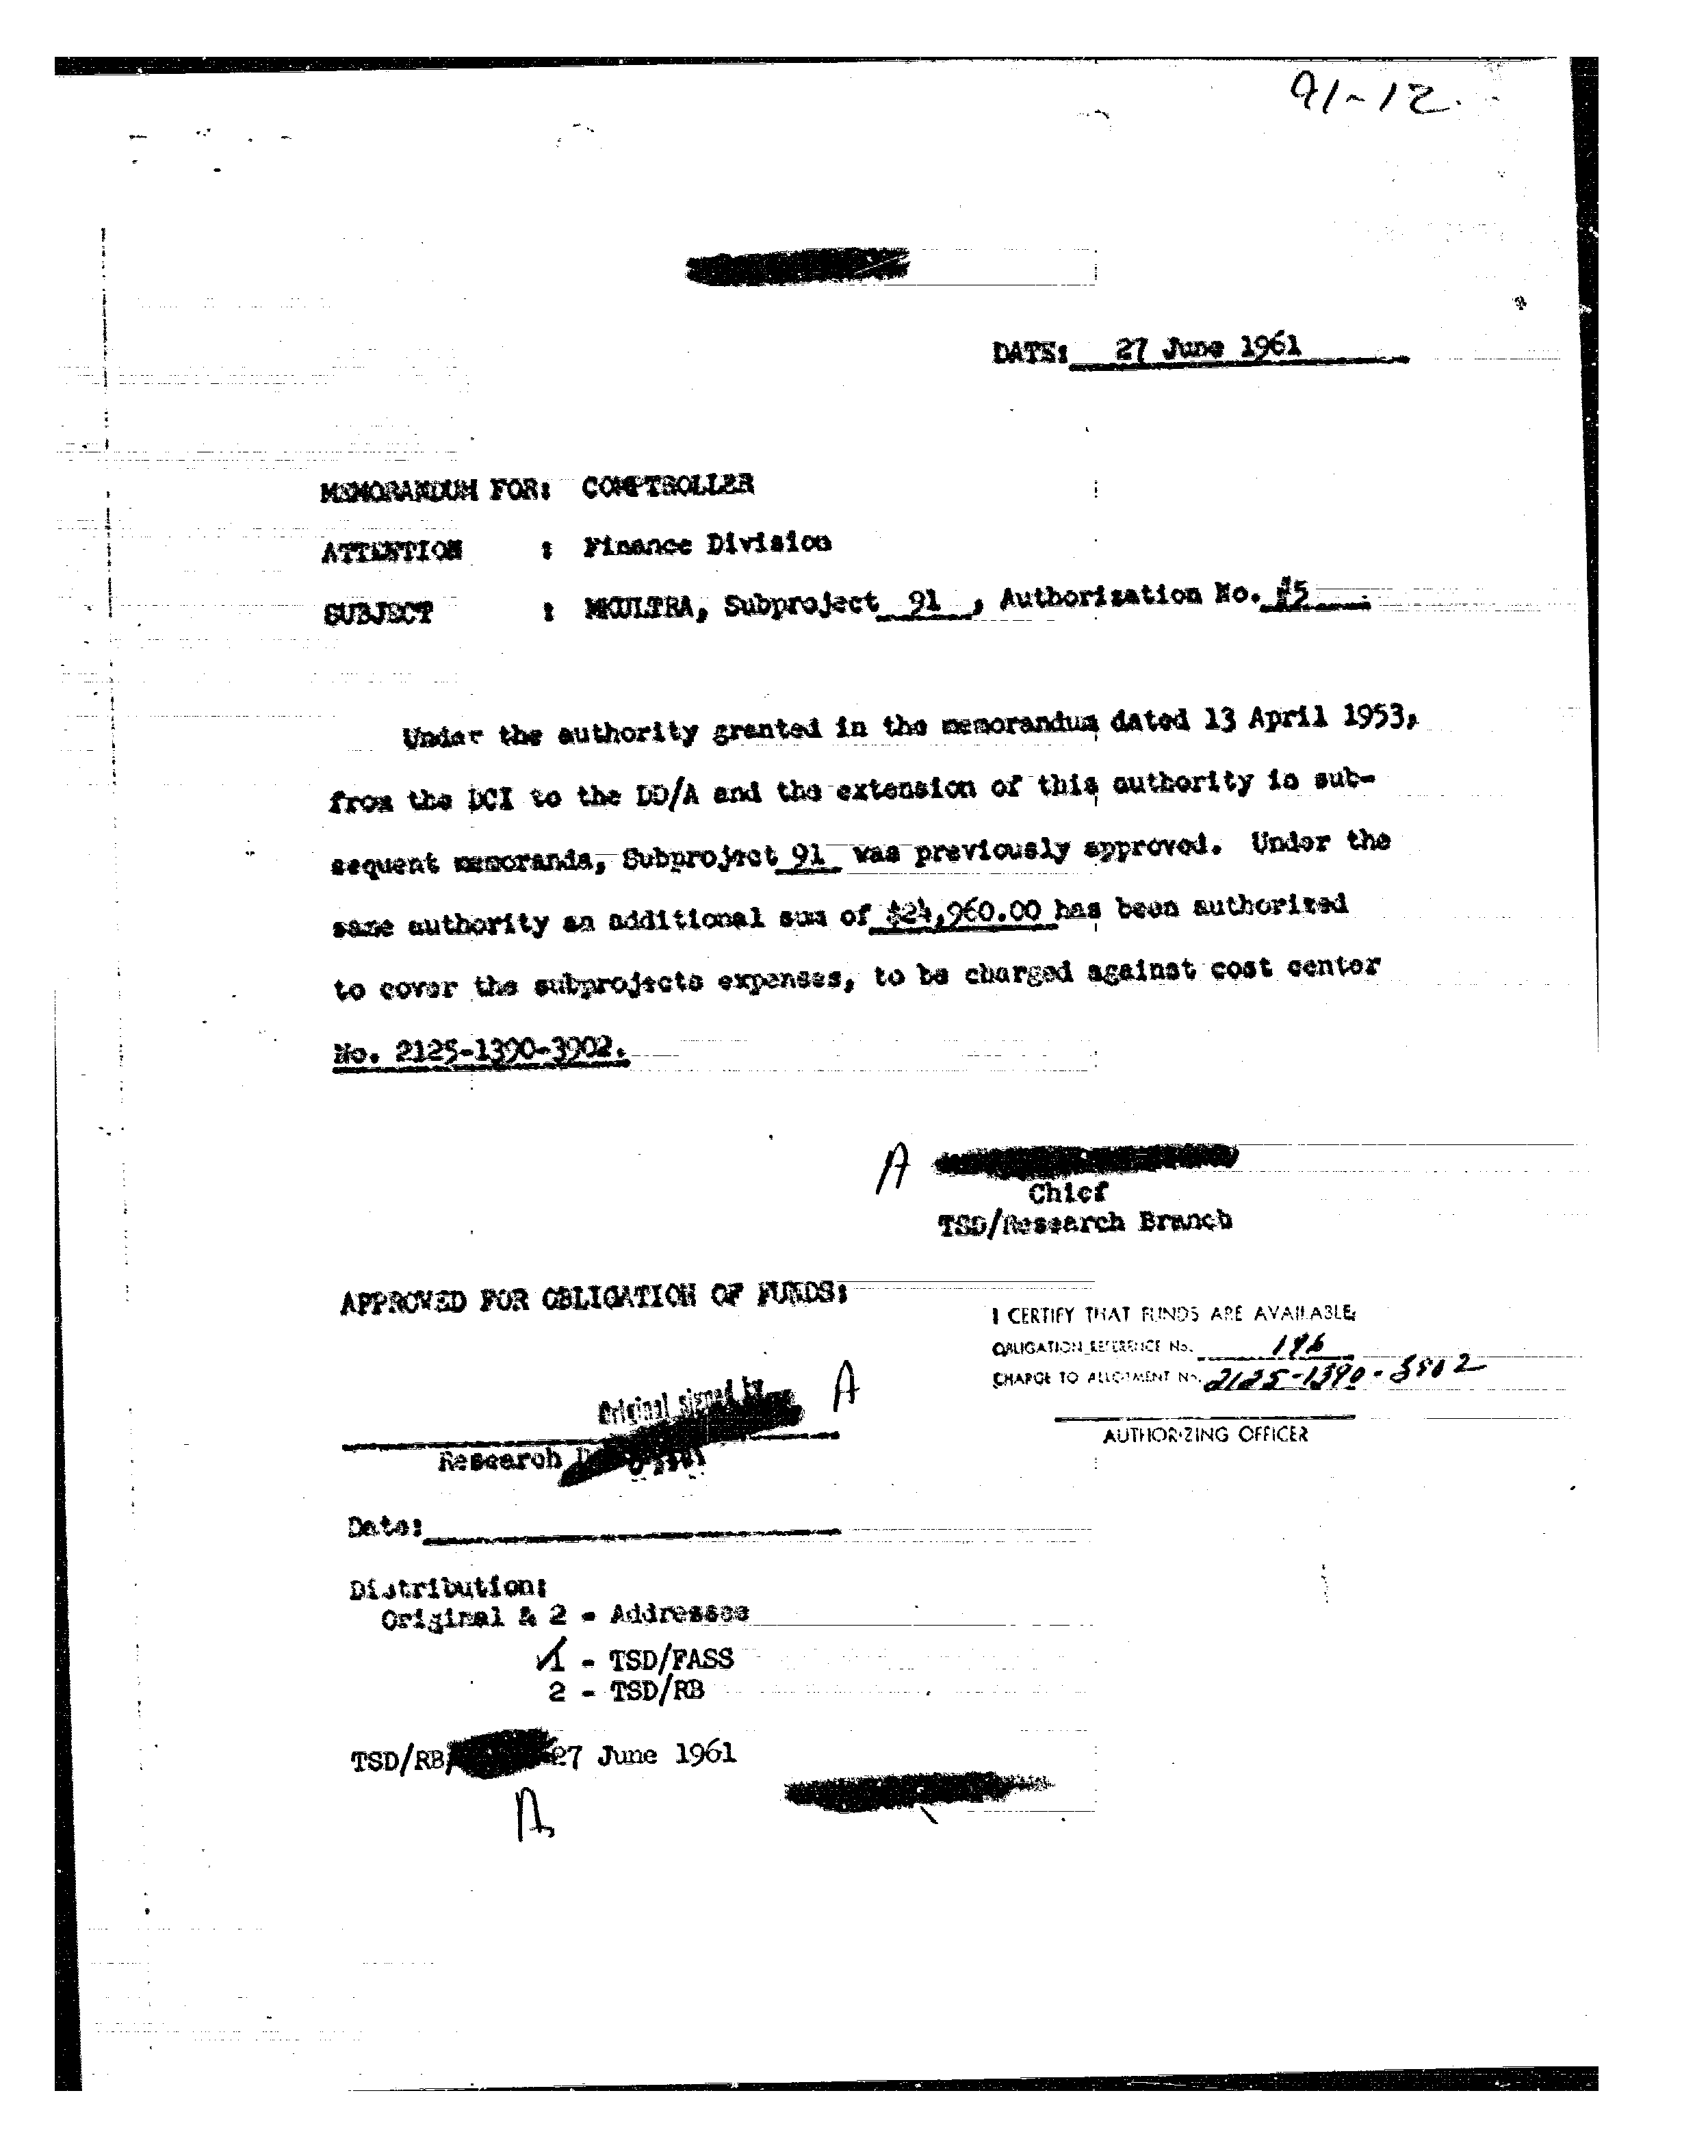 91-12
DATE: 27 June 1961
MEMORANDUM FOR: COMPTROLLER
ATTENTION : Finance Division
SUBJECT : MKULTRA, Subproject 91, Authorization No. #5
Under the authority granted in the memorandum dated 13 April 1953,
from the DCI to the DD/A and the extension of this authority in sub-
sequent memoranda, Subproject 91 was previously approved. Under the
same authority an additional sum of $24,960.00 has been authorized
to cover the subprojects expenses, to be charged against cost center
No. 2125-1390-3902.
A
Chief
TSD/Research Branch
APPROVED FOR OBLIGATION OF FUNDS:
I CERTIFY THAT FUNDS ARE AVAILABLE
OBLIGATION REFERENCE No. 196
CHARGE TO ALLOTMENT No. 2125-1390-3902
AUTHORIZING OFFICER
Original signed by
A
Research
Date:
Distribution:
Original & 2 - Addressee
1 - TSD/FASS
2 - TSD/RB
TSD/RB/ 27 June 1961
A